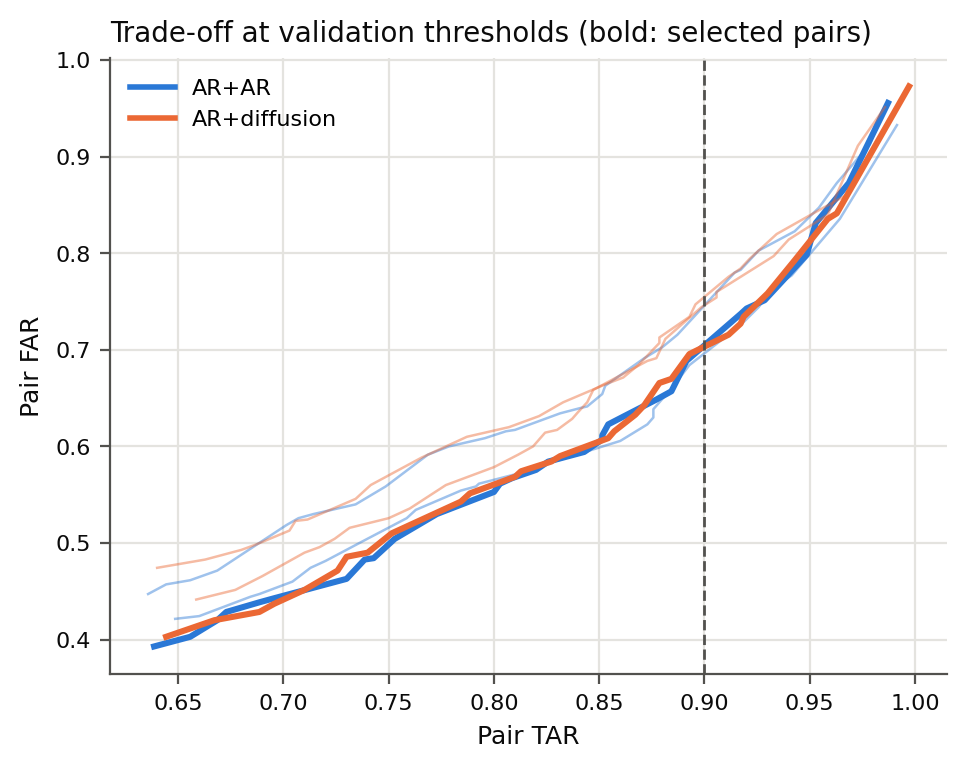 Trade-off at validation thresholds (bold: selected pairs)
AR+AR
AR+diffusion
1.0
0.9
0.8
0.7
0.6
0.5
0.4
Pair FAR
0.65 0.70 0.75 0.80 0.85 0.90 0.95 1.00
Pair TAR